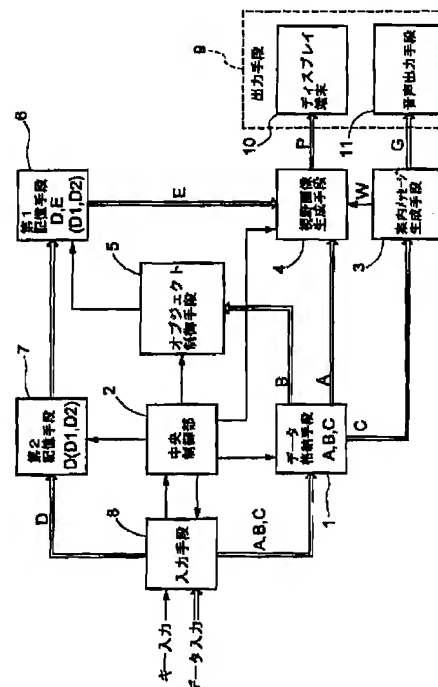 キー入力
データ入力
8
入力手段
D
A,B,C
7
第2
記憶手段
D(D1,D2)
2
中央
制御部
データ
格納手段
A,B,C
1
6
第1
記憶手段
D,E
(D1,D2)
5
オブジェクト
制御手段
E
B
A
C
視野画像
生成手段
4
W
案内メッセージ
生成手段
3
P
G
9
出力手段
ディスプレイ
端末
10
音声出力手段
11